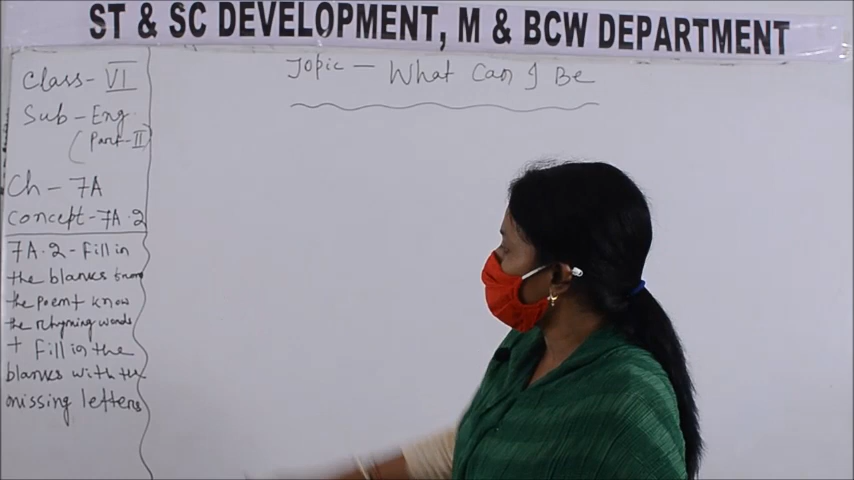 ST & SC DEVELOPMENT, M & BCW DEPARTMENT
Class - VI
Sub - Eng.
(Part - II)
Ch - 7A
Concept - 7A.2
Topic - What Can I Be
7A.2 - Fill in
the blanks from
the poem + know
the rhyming words
+ Fill in the
blanks with the
missing letters